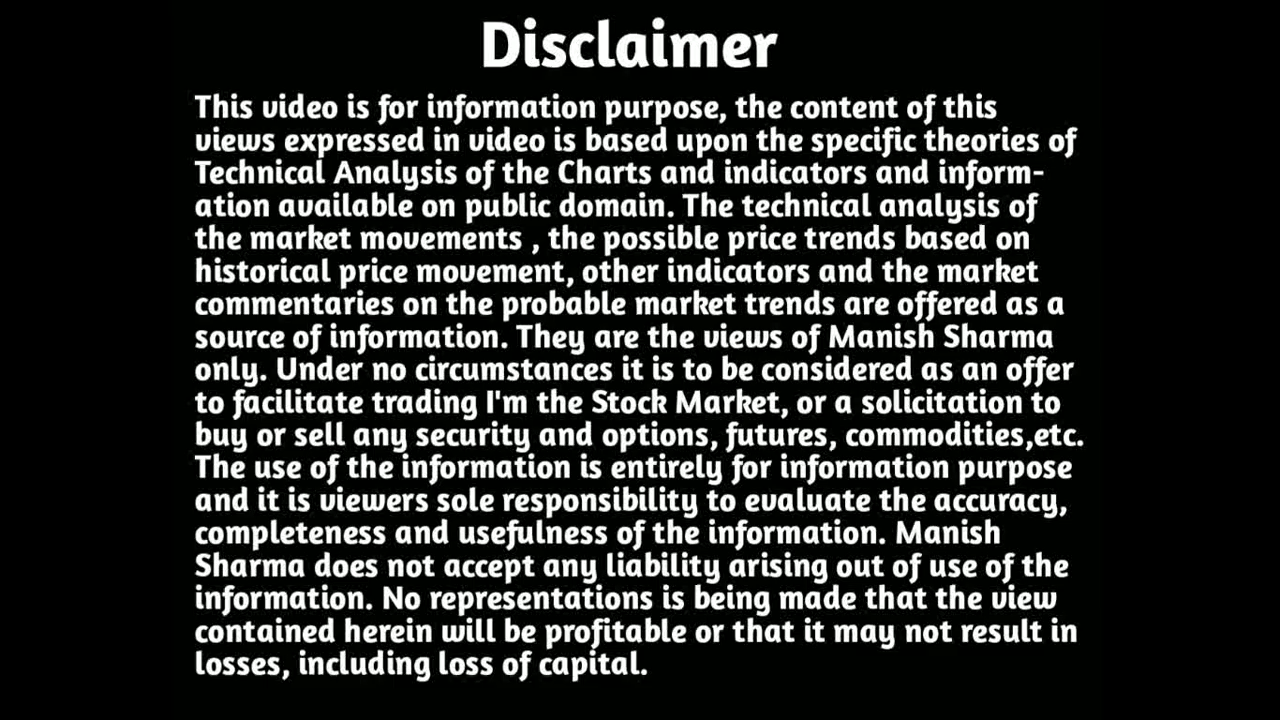 Disclaimer
This video is for information purpose, the content of this
views expressed in video is based upon the specific theories of
Technical Analysis of the Charts and indicators and inform-
ation available on public domain. The technical analysis of
the market movements , the possible price trends based on
historical price movement, other indicators and the market
commentaries on the probable market trends are offered as a
source of information. They are the views of Manish Sharma
only. Under no circumstances it is to be considered as an offer
to facilitate trading I'm the Stock Market, or a solicitation to
buy or sell any security and options, futures, commodities,etc.
The use of the information is entirely for information purpose
and it is viewers sole responsibility to evaluate the accuracy,
completeness and usefulness of the information. Manish
Sharma does not accept any liability arising out of use of the
information. No representations is being made that the view
contained herein will be profitable or that it may not result in
losses, including loss of capital.